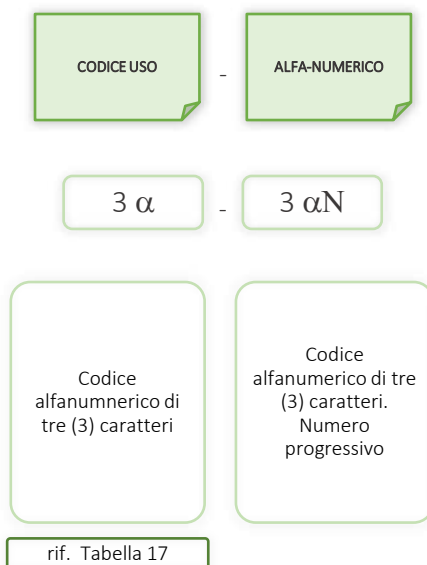 CODICE USO - ALFA-NUMERICO
3 α - 3 αN
Codice
alfanumnerico di
tre (3) caratteri
Codice
alfanumerico di tre
(3) caratteri.
Numero
progressivo
rif. Tabella 17